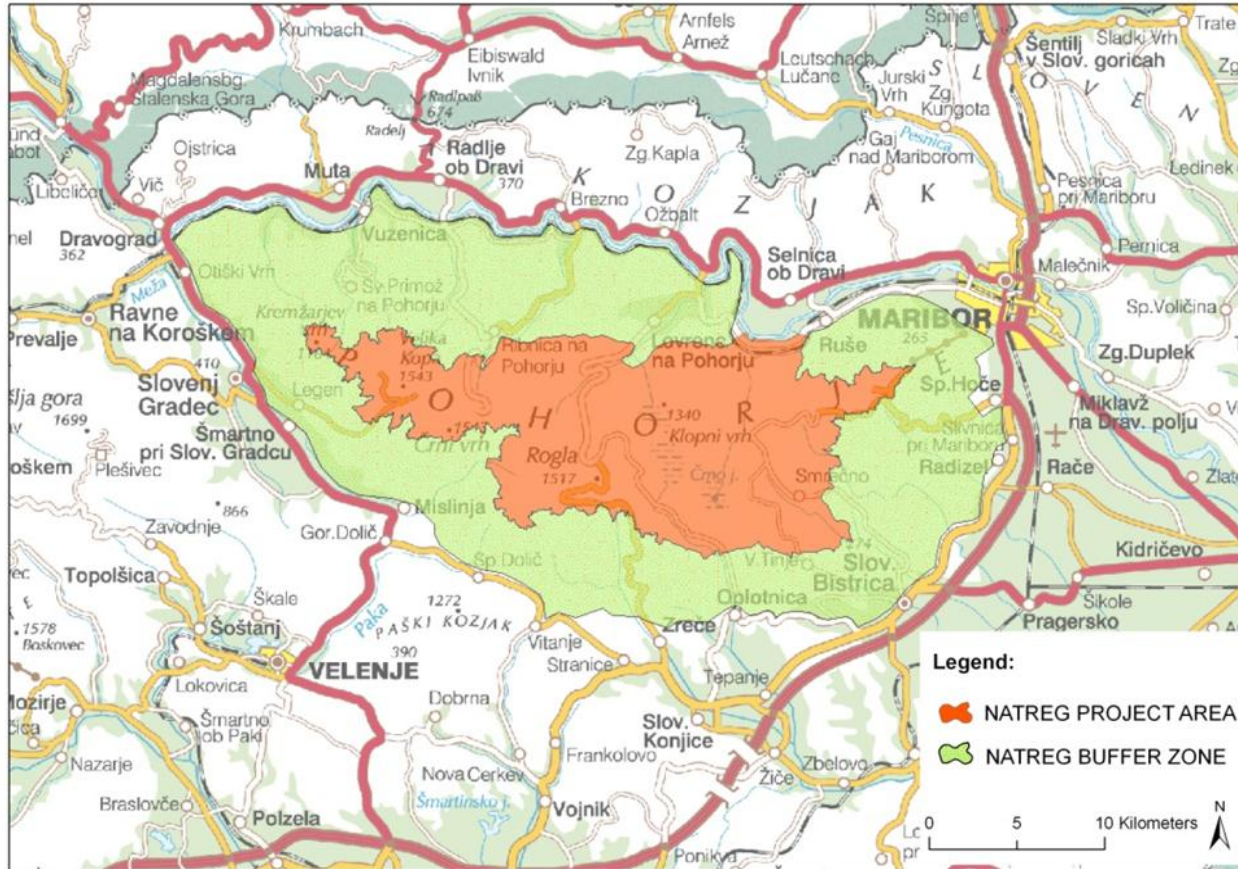 Krumbach
Eibiswald
Ivnik
Arnfels
Arnež
Leutschach
Lučane
Spilje
Šentilj
v Slov. goricah
Sladki Vrh
Trate
Zg
Magdalensbg.
Stalenska Gora
Radlpaß
674
Radelj
Jurski
Vrh
Zg.
Kungota
S L O V E N
Pesnica
Ojstrica
Libeliče
Vič
Muta
Radlje
ob Dravi
370
Zg.Kapla
K O Z J A K
Gaj
nad Mariborom
Ledinek
Pesnica
pri Mariboru
Brezno
Ožbalt
Dravograd
362
Vuzenica
Selnica
ob Dravi
Pernica
Malečnik
Otiški Vrh
Meža
Sv.Primož
na Pohorju
Sp.Voličina
Ravne
na Koroškem
Prevalje
Kremžarjev
Velika
Kop
1543
Ribnica na
Pohorju
Lovrenc
na Pohorju
Ruše
MARIBOR
265
Zg.Duplek
410
Slovenj
Gradec
Legen
P O H O R J E
1340
Klopni vrh
Sp.Hoče
Miklavž
na Drav. polju
1699
Plešivec
Šmartno
pri Slov. Gradcu
1543
Črni vrh
Rogla
1517
Črno j.
Smrečno
Slivnica
pri Mariboru
Radizel
Rače
866
Mislinja
Zavodnje
Gor.Dolič
Sp.Dolič
V.Tinje
Slov.
Bistrica
Kidričevo
Topolšica
Škale
Šoštanj
Paka
1272
PAŠKI KOZJAK
390
Vitanje
Stranice
Zreče
Oplotnica
Šikole
Pragersko
1578
Boskovec
VELENJE
Lokovica
Mozirje
Šmartno
ob Paki
Dobrna
Tepanje
Slov.
Konjice
Nazarje
Frankolovo
Žiče
Zbelovo
Braslovče
Nova Cerkev
Šmartinsko j.
Vojnik
Polzela
Ponikva
Legend:
NATREG PROJECT AREA
NATREG BUFFER ZONE
0 5 10 Kilometers
N